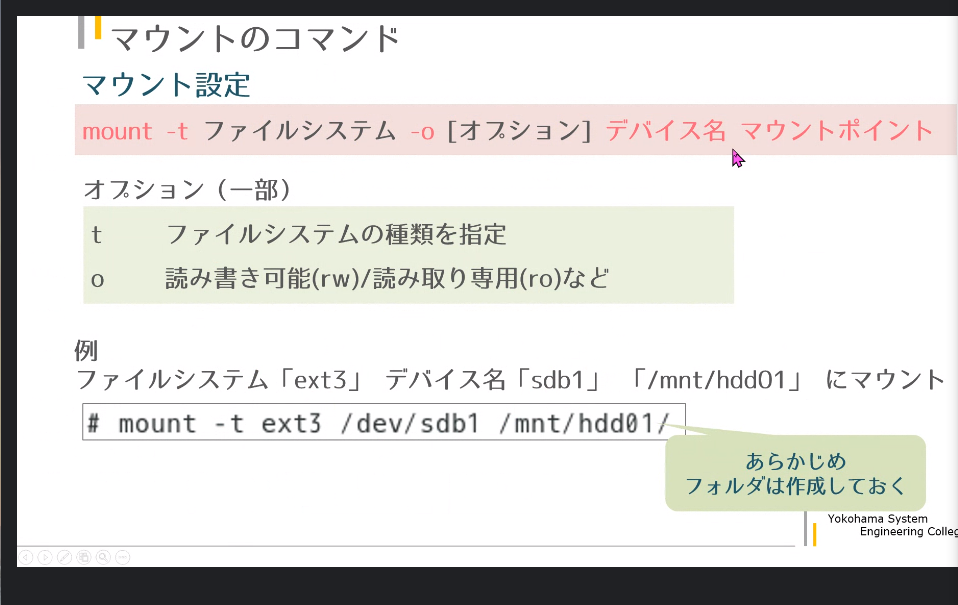 マウントのコマンド
マウント設定
mount -t ファイルシステム -o [オプション] デバイス名 マウントポイント
オプション（一部）
t ファイルシステムの種類を指定
o 読み書き可能(rw)/読み取り専用(ro)など
例
ファイルシステム「ext3」 デバイス名「sdb1」 「/mnt/hdd01」 にマウント
# mount -t ext3 /dev/sdb1 /mnt/hdd01/
あらかじめ
フォルダは作成しておく
Yokohama System
Engineering Colleg